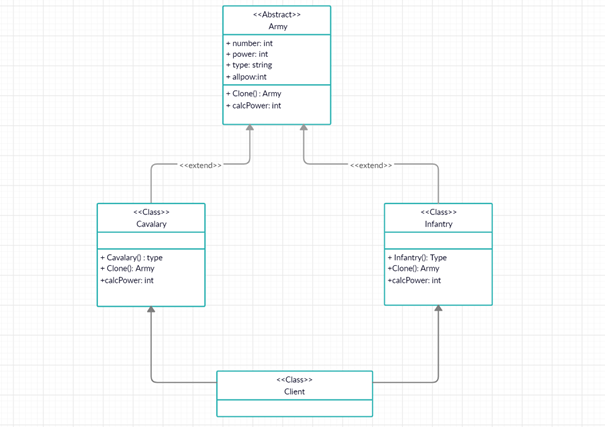 <<Abstract>>
Army
+ number: int
+ power: int
+ type: string
+ allpow:int
+ Clone() : Army
+ calcPower: int
<<extend>>
<<extend>>
<<Class>>
Cavalary
+ Cavalary() : type
+ Clone(): Army
+calcPower: int
<<Class>>
Infantry
+ Infantry(): Type
+Clone(): Army
+calcPower: int
<<Class>>
Client